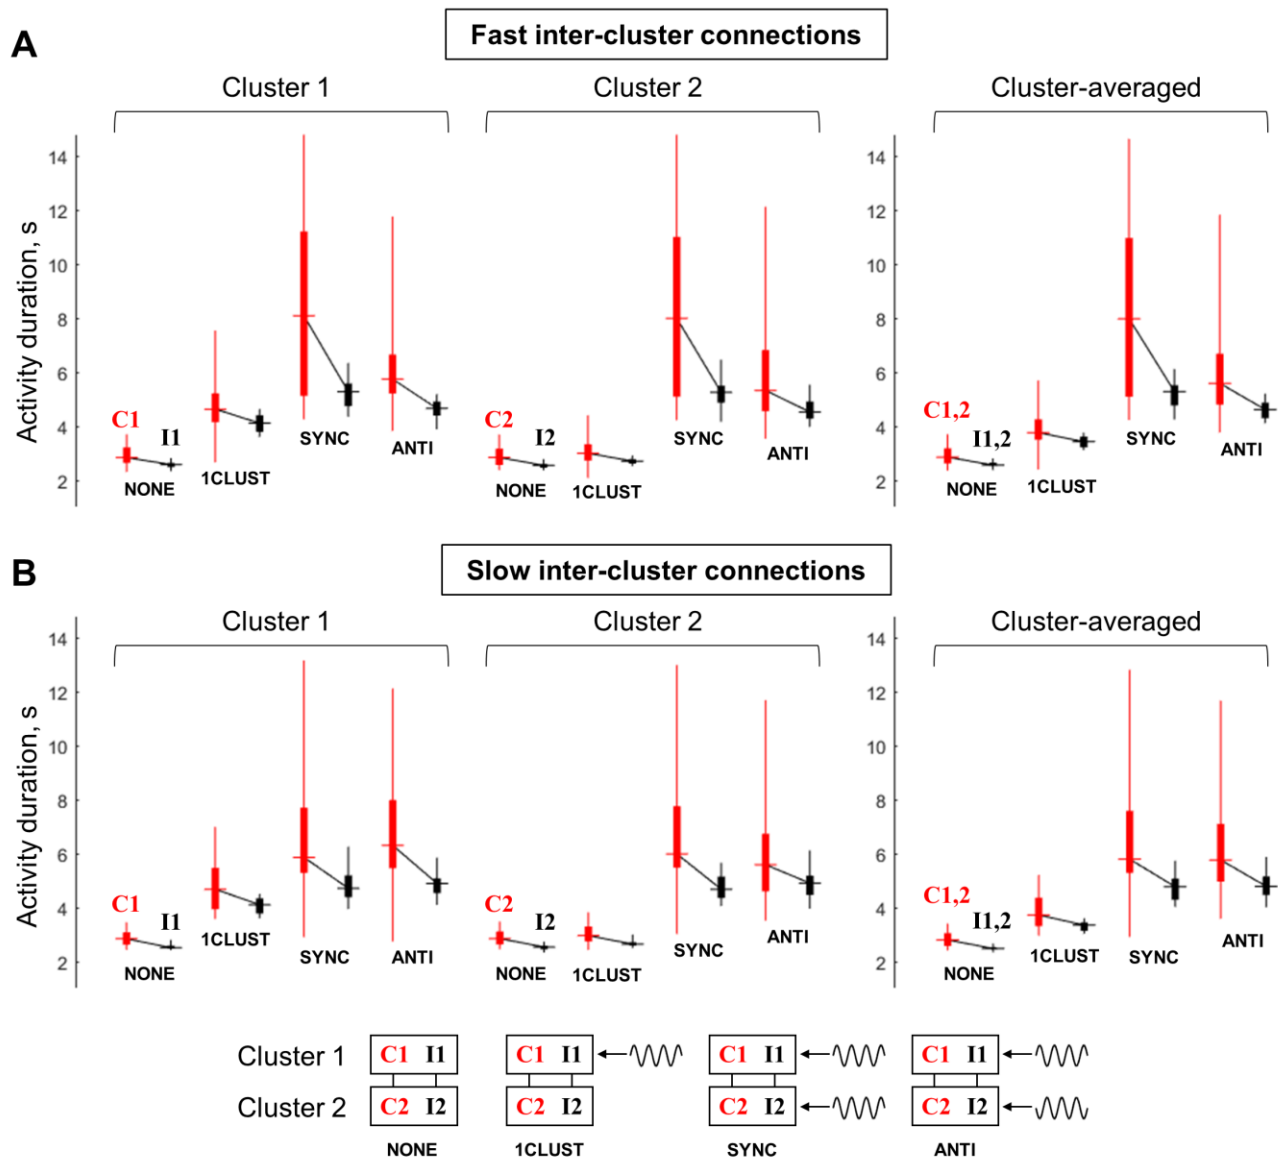 A
Fast inter-cluster connections
Cluster 1
Cluster 2
Cluster-averaged
Activity duration, s
14
12
10
8
6
4
2
C1
I1
NONE
1CLUST
SYNC
ANTI
C2
I2
NONE
1CLUST
SYNC
ANTI
14
12
10
8
6
4
2
C1,2
I1,2
NONE
1CLUST
SYNC
ANTI
B
Slow inter-cluster connections
Cluster 1
Cluster 2
Cluster-averaged
Activity duration, s
14
12
10
8
6
4
2
C1
I1
NONE
1CLUST
SYNC
ANTI
C2
I2
NONE
1CLUST
SYNC
ANTI
14
12
10
8
6
4
2
C1,2
I1,2
NONE
1CLUST
SYNC
ANTI
Cluster 1
C1 I1
C1 I1
C1 I1
C1 I1
Cluster 2
C2 I2
C2 I2
C2 I2
C2 I2
NONE
1CLUST
SYNC
ANTI